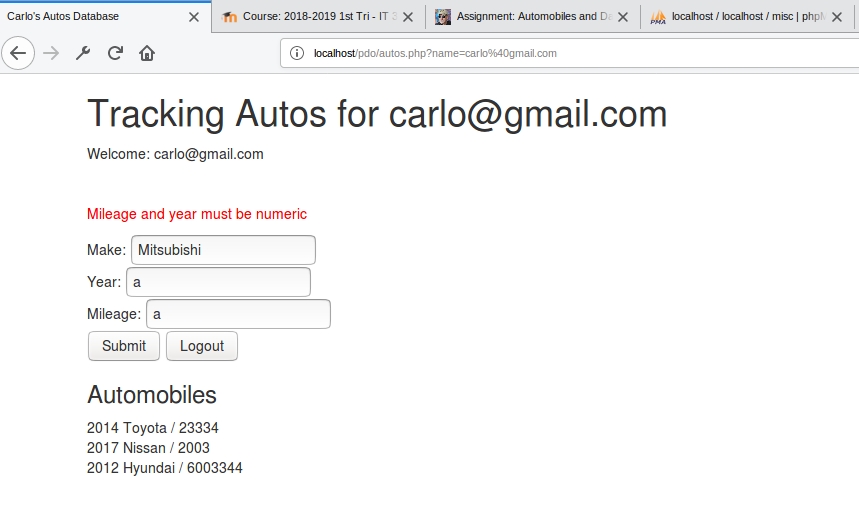 Carlo's Autos Database
Course: 2018-2019 1st Tri - IT
Assignment: Automobiles and Da
PMA
localhost / localhost / misc | phpM
localhost/pdo/autos.php?name=carlo%40gmail.com
Tracking Autos for carlo@gmail.com
Welcome: carlo@gmail.com
Mileage and year must be numeric
Make: Mitsubishi
Year: a
Mileage: a
Submit Logout
Automobiles
2014 Toyota / 23334
2017 Nissan / 2003
2012 Hyundai / 6003344